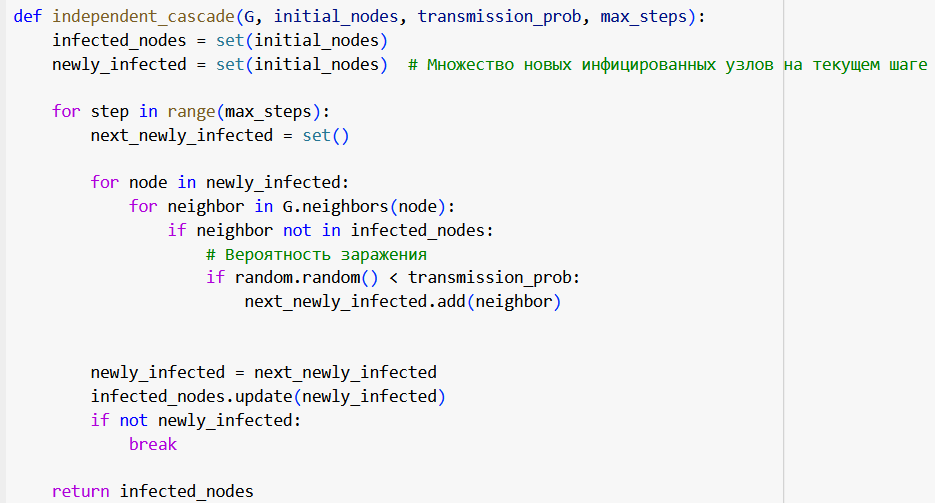 def independent_cascade(G, initial_nodes, transmission_prob, max_steps):
    infected_nodes = set(initial_nodes)
    newly_infected = set(initial_nodes)  # Множество новых инфицированных узлов на текущем шаге

    for step in range(max_steps):
        next_newly_infected = set()

        for node in newly_infected:
            for neighbor in G.neighbors(node):
                if neighbor not in infected_nodes:
                    # Вероятность заражения
                    if random.random() < transmission_prob:
                        next_newly_infected.add(neighbor)


        newly_infected = next_newly_infected
        infected_nodes.update(newly_infected)
        if not newly_infected:
            break

    return infected_nodes